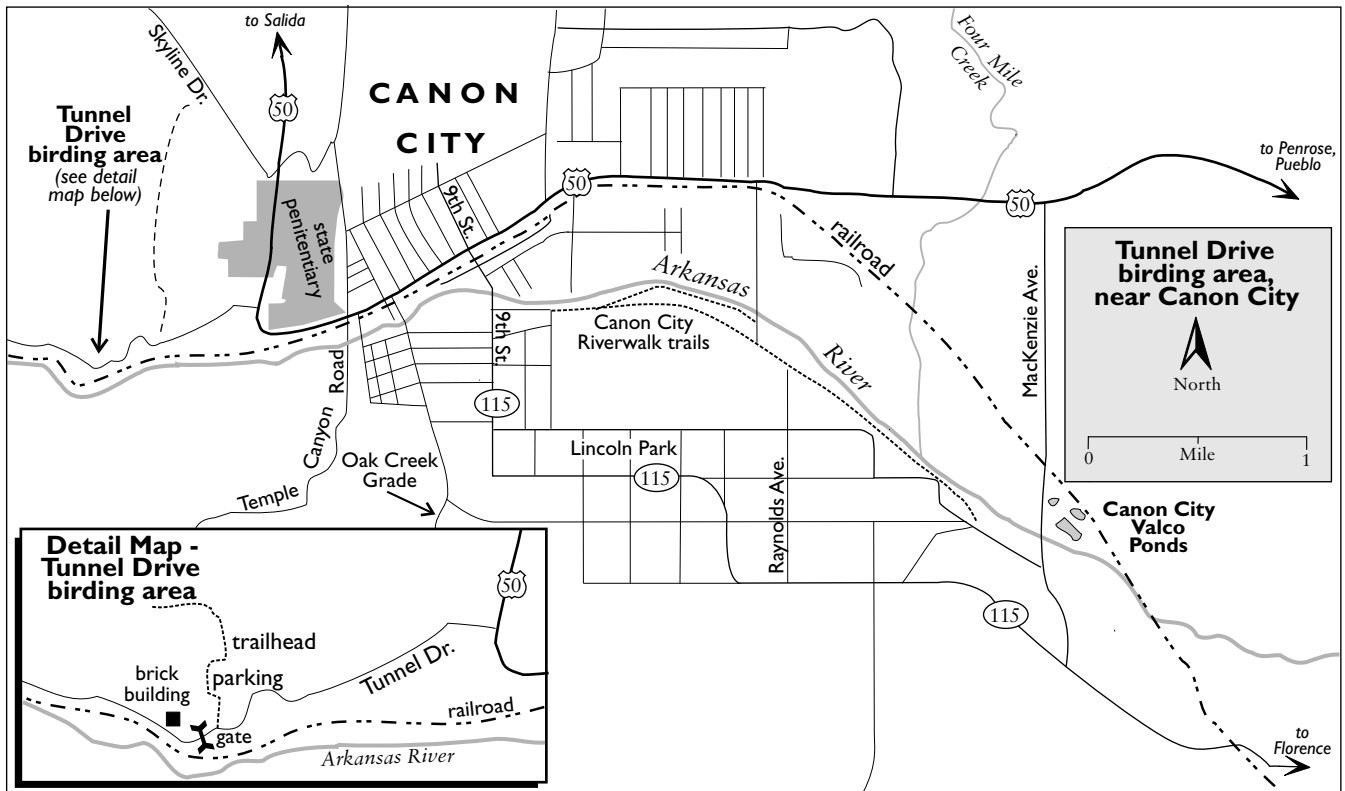 to Salida
Skyline Dr.
50
CANON
CITY
Four Mile
Creek
Tunnel
Drive
birding area
(see detail
map below)
state
penitentiary
9th St.
50
50
to Penrose,
Pueblo
railroad
Arkansas
River
Canon City
Riverwalk trails
9th St.
115
MacKenzie Ave.
Tunnel Drive
birding area,
near Canon City
North
0
Mile
1
Temple Canyon Road
Oak Creek
Grade
Lincoln Park
115
Raynolds Ave.
Canon City
Valco
Ponds
115
to
Florence
Detail Map -
Tunnel Drive
birding area
50
trailhead
parking
brick
building
Tunnel Dr.
railroad
gate
Arkansas River